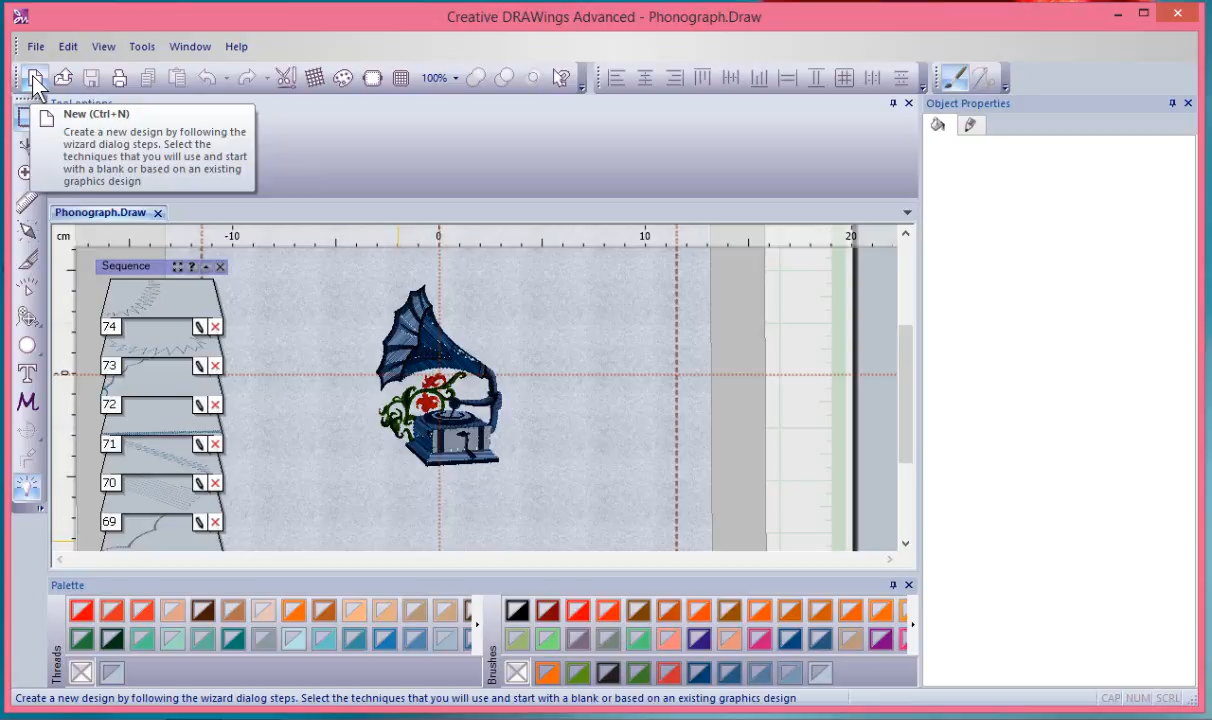 Creative DRAWings Advanced - Phonograph.Draw
File Edit View Tools Window Help
100%
Tool options
Object Properties
New (Ctrl+N)
Create a new design by following the
wizard dialog steps. Select the
techniques that you will use and start
with a blank or based on an existing
graphics design
Phonograph.Draw
cm -10 0 10 20
Sequence
74
73
72
71
70
69
0
Palette
Threads
Brushes
Create a new design by following the wizard dialog steps. Select the techniques that you will use and start with a blank or based on an existing graphics design
CAP NUM SCRL